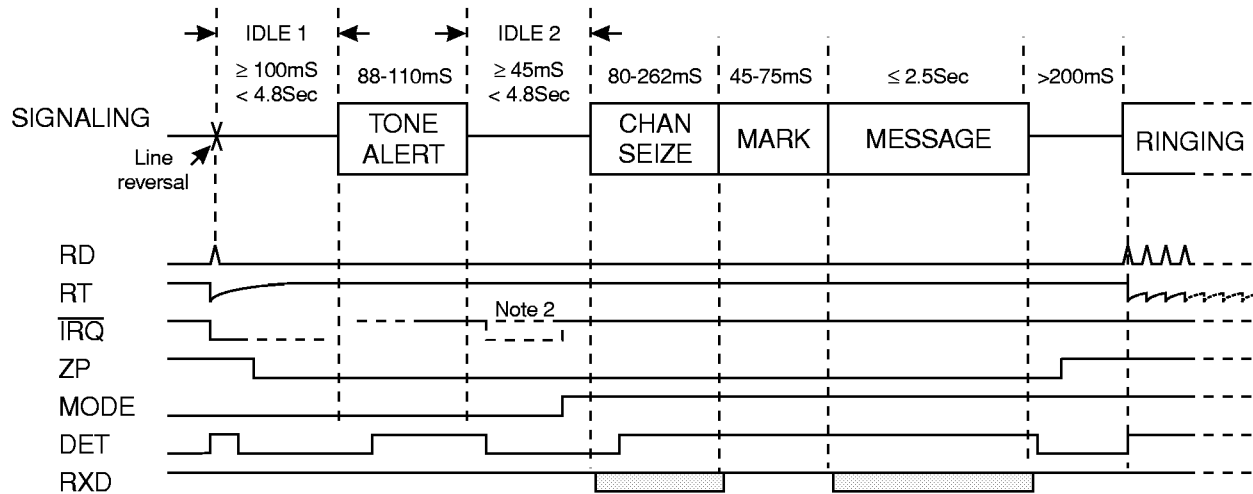 IDLE 1
IDLE 2
≥ 100mS
< 4.8Sec
88-110mS
≥ 45mS
< 4.8Sec
80-262mS
45-75mS
≤ 2.5Sec
>200mS
SIGNALING
TONE
ALERT
CHAN
SEIZE
MARK
MESSAGE
RINGING
Line
reversal
RD
RT
Note 2
IRQ
ZP
MODE
DET
RXD